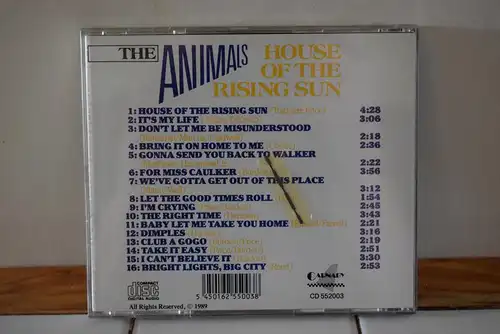 THE ANIMALS
HOUSE
OF THE
RISING SUN
1: HOUSE OF THE RISING SUN 4:28
2: IT'S MY LIFE 3:06
3: DON'T LET ME BE MISUNDERSTOOD
2:18
4: BRING IT ON HOME TO ME 2:36
5: GONNA SEND YOU BACK TO WALKER
2:22
6: FOR MISS CAULKER 3:56
7: WE'VE GOTTA GET OUT OF THIS PLACE
3:12
8: LET THE GOOD TIMES ROLL 1:54
9: I'M CRYING 2:45
10: THE RIGHT TIME 3:43
11: BABY LET ME TAKE YOU HOME 2:21
12: DIMPLES 3:16
13: CLUB A GOGO 2:19
14: TAKE IT EASY 2:51
15: I CAN'T BELIEVE IT 3:31
16: BRIGHT LIGHTS, BIG CITY 2:53
COMPACT
disc
DIGITAL AUDIO
All Rights Reserved, © 1989
5 450162 550038
CD 552003